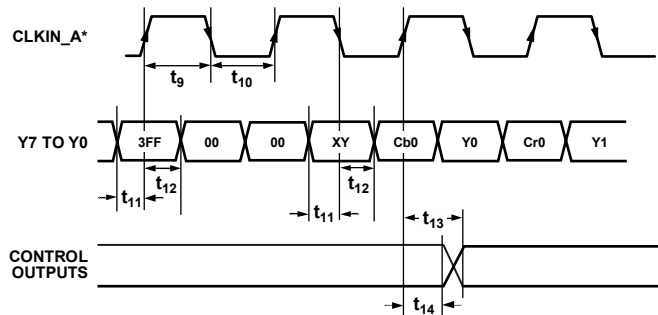 CLKIN_A*
t9 t10
Y7 TO Y0 3FF 00 00 XY Cb0 Y0 Cr0 Y1
t11 t12 t11 t12 t13
CONTROL
OUTPUTS
t14